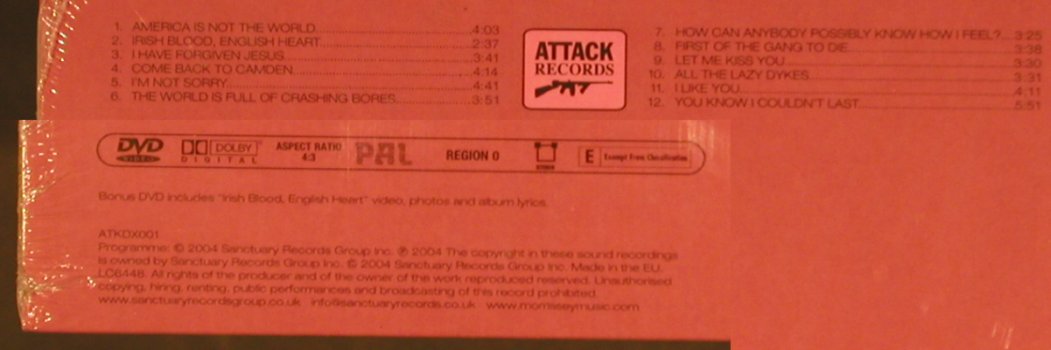 1. AMERICA IS NOT THE WORLD 4:03
2. IRISH BLOOD, ENGLISH HEART 2:37
3. I HAVE FORGIVEN JESUS 3:41
4. COME BACK TO CAMDEN 4:14
5. I'M NOT SORRY 4:41
6. THE WORLD IS FULL OF CRASHING BORES 3:51
ATTACK
RECORDS
7. HOW CAN ANYBODY POSSIBLY KNOW HOW I FEEL? 3:25
8. FIRST OF THE GANG TO DIE 3:38
9. LET ME KISS YOU 3:30
10. ALL THE LAZY DYKES 3:31
11. I LIKE YOU 4:11
12. YOU KNOW I COULDN'T LAST 5:51
DVD VIDEO
DOLBY DIGITAL
ASPECT RATIO
4:3
PAL
REGION 0
E Exempt From Classification
Bonus DVD includes "Irish Blood, English Heart" video, photos and album lyrics.
ATKDX001
Programme: © 2004 Sanctuary Records Group Inc. ℗ 2004 The copyright in these sound recordings
is owned by Sanctuary Records Group Inc. © 2004 Sanctuary Records Group Inc. Made in the EU.
LC6448. All rights of the producer and of the owner of the work reproduced reserved. Unauthorised
copying, hiring, renting, public performances and broadcasting of this record prohibited.
www.sanctuaryrecordsgroup.co.uk info@sanctuaryrecords.co.uk www.morrisseymusic.com